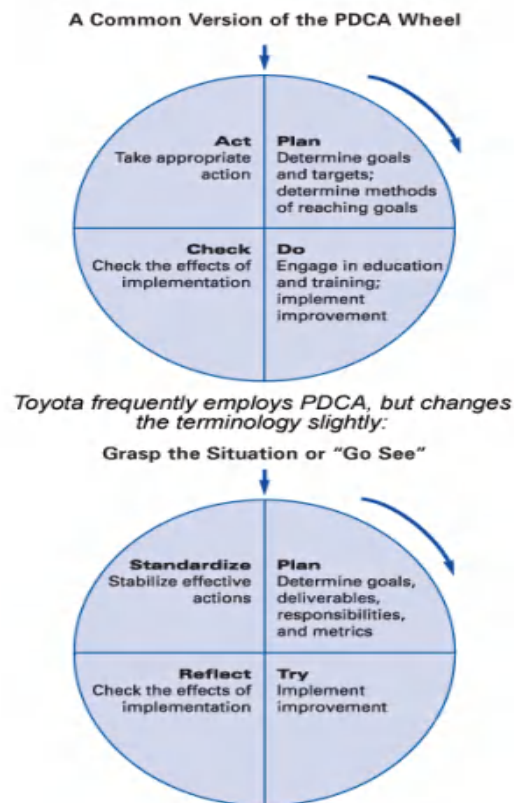 A Common Version of the PDCA Wheel
Act
Take appropriate
action
Plan
Determine goals
and targets;
determine methods
of reaching goals
Check
Check the effects of
implementation
Do
Engage in education
and training;
implement
improvement
Toyota frequently employs PDCA, but changes
the terminology slightly:
Grasp the Situation or “Go See”
Standardize
Stabilize effective
actions
Plan
Determine goals,
deliverables,
responsibilities,
and metrics
Reflect
Check the effects of
implementation
Try
Implement
improvement